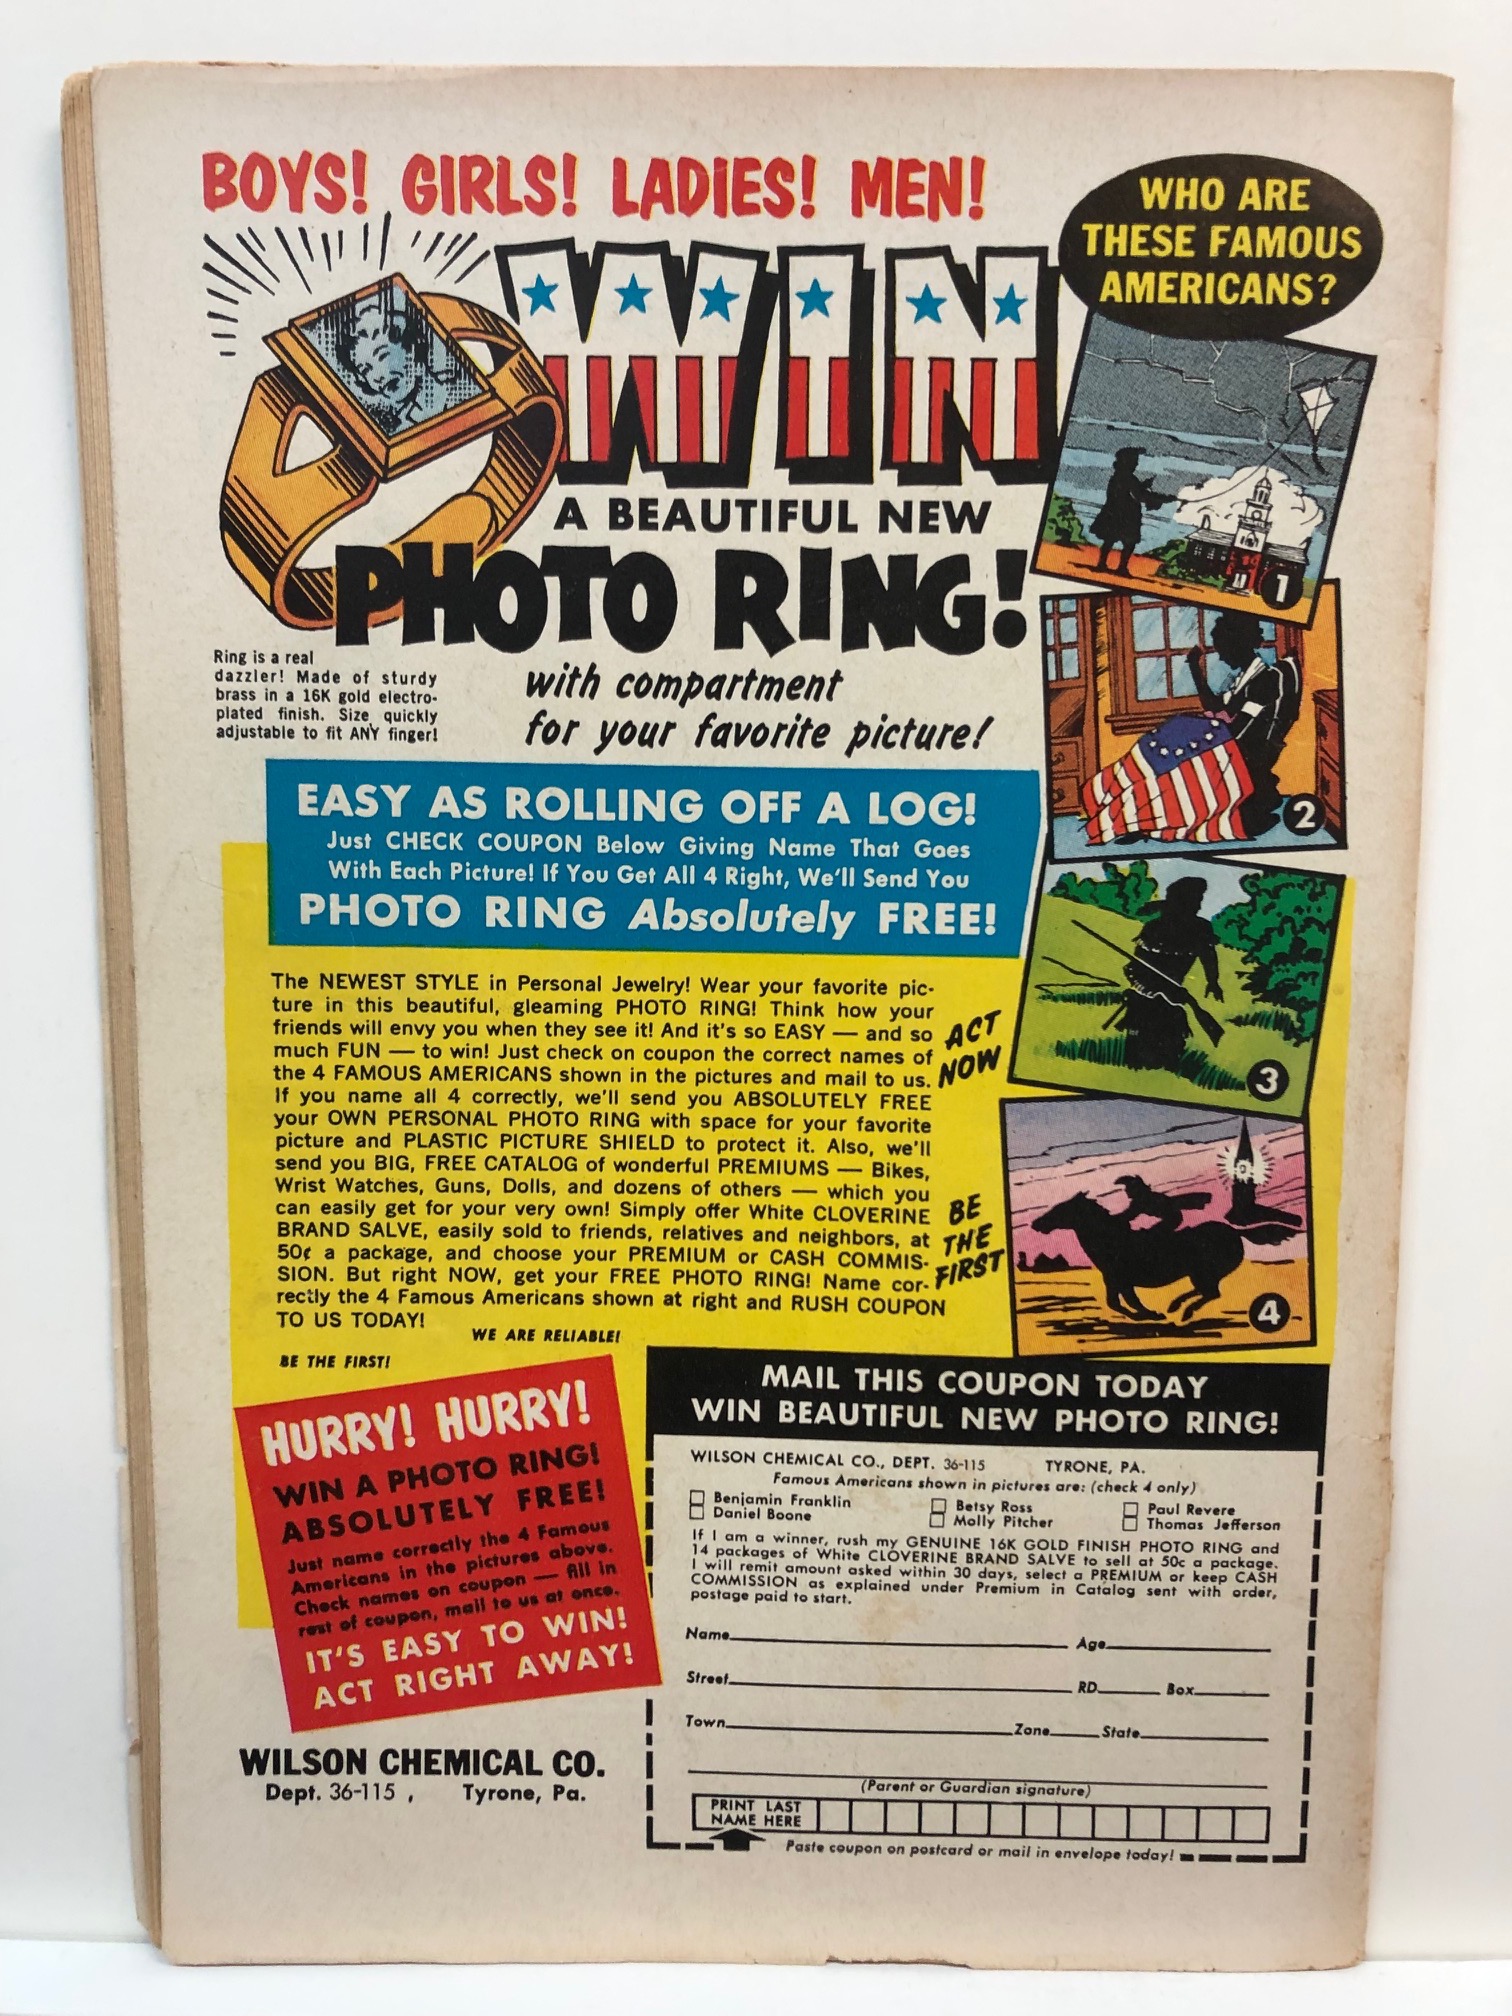 BOYS! GIRLS! LADIES! MEN!
WIN
A BEAUTIFUL NEW
PHOTO RING!
with compartment
for your favorite picture!
Ring is a real
dazzler! Made of sturdy
brass in a 16K gold electro-
plated finish. Size quickly
adjustable to fit ANY finger!
WHO ARE
THESE FAMOUS
AMERICANS?
1
2
3
4
EASY AS ROLLING OFF A LOG!
Just CHECK COUPON Below Giving Name That Goes
With Each Picture! If You Get All 4 Right, We'll Send You
PHOTO RING Absolutely FREE!
The NEWEST STYLE in Personal Jewelry! Wear your favorite pic-
ture in this beautiful, gleaming PHOTO RING! Think how your
friends will envy you when they see it! And it's so EASY — and so
much FUN — to win! Just check on coupon the correct names of
the 4 FAMOUS AMERICANS shown in the pictures and mail to us.
If you name all 4 correctly, we'll send you ABSOLUTELY FREE
your OWN PERSONAL PHOTO RING with space for your favorite
picture and PLASTIC PICTURE SHIELD to protect it. Also, we'll
send you BIG, FREE CATALOG of wonderful PREMIUMS — Bikes,
Wrist Watches, Guns, Dolls, and dozens of others — which you
can easily get for your very own! Simply offer White CLOVERINE
BRAND SALVE, easily sold to friends, relatives and neighbors, at
50¢ a package, and choose your PREMIUM or CASH COMMIS-
SION. But right NOW, get your FREE PHOTO RING! Name cor-
rectly the 4 Famous Americans shown at right and RUSH COUPON
TO US TODAY!
WE ARE RELIABLE!
BE THE FIRST!
ACT
NOW
BE
THE
FIRST
HURRY! HURRY!
WIN A PHOTO RING!
ABSOLUTELY FREE!
Just name correctly the 4 Famous
Americans in the pictures above.
Check names on coupon — fill in
rest of coupon, mail to us at once.
IT'S EASY TO WIN!
ACT RIGHT AWAY!
WILSON CHEMICAL CO.
Dept. 36-115, Tyrone, Pa.
MAIL THIS COUPON TODAY
WIN BEAUTIFUL NEW PHOTO RING!
WILSON CHEMICAL CO., DEPT. 36-115 TYRONE, PA.
Famous Americans shown in pictures are: (check 4 only)
Benjamin Franklin Betsy Ross Paul Revere
Daniel Boone Molly Pitcher Thomas Jefferson
If I am a winner, rush my GENUINE 16K GOLD FINISH PHOTO RING and
14 packages of White CLOVERINE BRAND SALVE to sell at 50c a package.
I will remit amount asked within 30 days, select a PREMIUM or keep CASH
COMMISSION as explained under Premium in Catalog sent with order,
postage paid to start.
Name Age
Street RD Box
Town Zone State
(Parent or Guardian signature)
PRINT LAST
NAME HERE
Paste coupon on postcard or mail in envelope today!